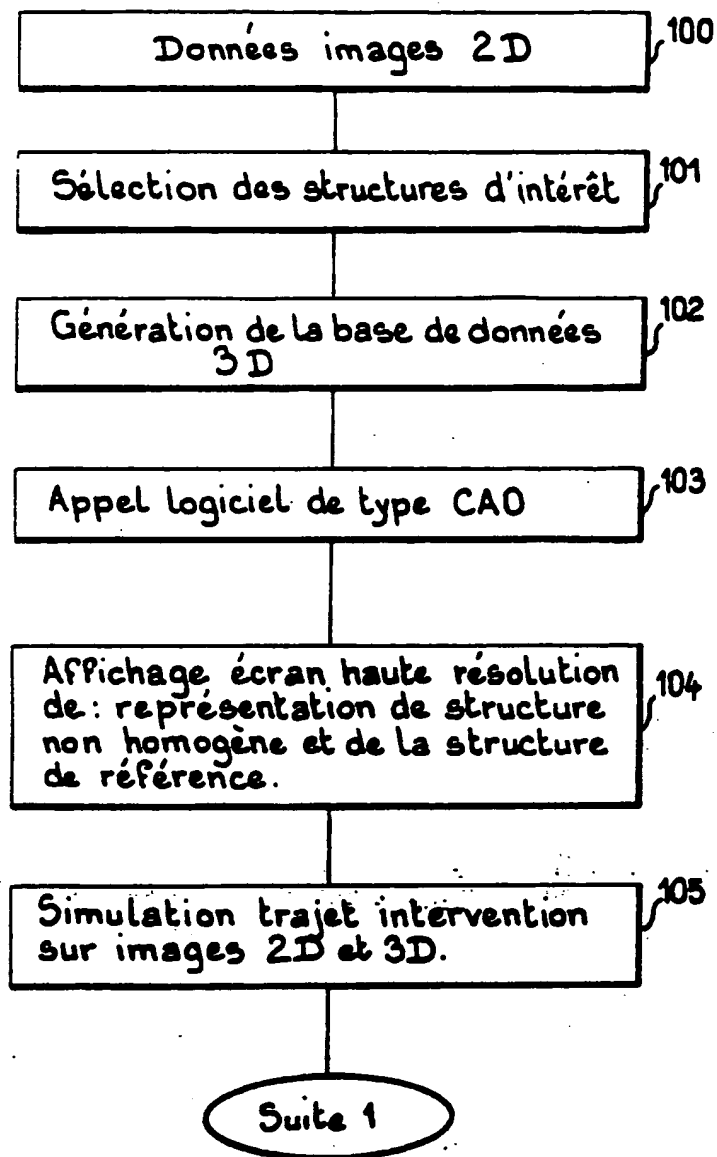 Données images 2D
100
Sélection des structures d'intérêt
101
Génération de la base de données
3D
102
Appel logiciel de type CAO
103
Affichage écran haute résolution
de: représentation de structure
non homogène et de la structure
de référence.
104
Simulation trajet intervention
sur images 2D et 3D.
105
Suite 1